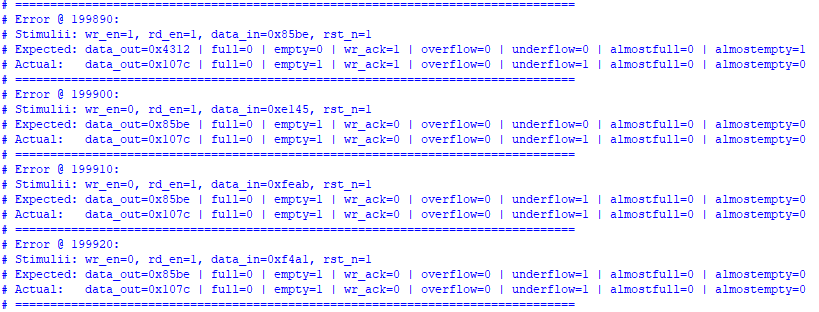 # ================================================================================
# Error @ 199890:
# Stimulii: wr_en=1, rd_en=1, data_in=0x85be, rst_n=1
# Expected: data_out=0x4312 | full=0 | empty=0 | wr_ack=1 | overflow=0 | underflow=0 | almostfull=0 | almostempty=1
# Actual:   data_out=0x107c | full=0 | empty=1 | wr_ack=1 | overflow=0 | underflow=1 | almostfull=0 | almostempty=0
# ================================================================================
# Error @ 199900:
# Stimulii: wr_en=0, rd_en=1, data_in=0xe145, rst_n=1
# Expected: data_out=0x85be | full=0 | empty=1 | wr_ack=0 | overflow=0 | underflow=0 | almostfull=0 | almostempty=0
# Actual:   data_out=0x107c | full=0 | empty=1 | wr_ack=0 | overflow=0 | underflow=1 | almostfull=0 | almostempty=0
# ================================================================================
# Error @ 199910:
# Stimulii: wr_en=0, rd_en=1, data_in=0xfeab, rst_n=1
# Expected: data_out=0x85be | full=0 | empty=1 | wr_ack=0 | overflow=0 | underflow=1 | almostfull=0 | almostempty=0
# Actual:   data_out=0x107c | full=0 | empty=1 | wr_ack=0 | overflow=0 | underflow=1 | almostfull=0 | almostempty=0
# ================================================================================
# Error @ 199920:
# Stimulii: wr_en=0, rd_en=1, data_in=0xf4a1, rst_n=1
# Expected: data_out=0x85be | full=0 | empty=1 | wr_ack=0 | overflow=0 | underflow=1 | almostfull=0 | almostempty=0
# Actual:   data_out=0x107c | full=0 | empty=1 | wr_ack=0 | overflow=0 | underflow=1 | almostfull=0 | almostempty=0
# ================================================================================